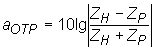 a_OTP = 10lg|Z_H − Z_P / Z_H + Z_P|